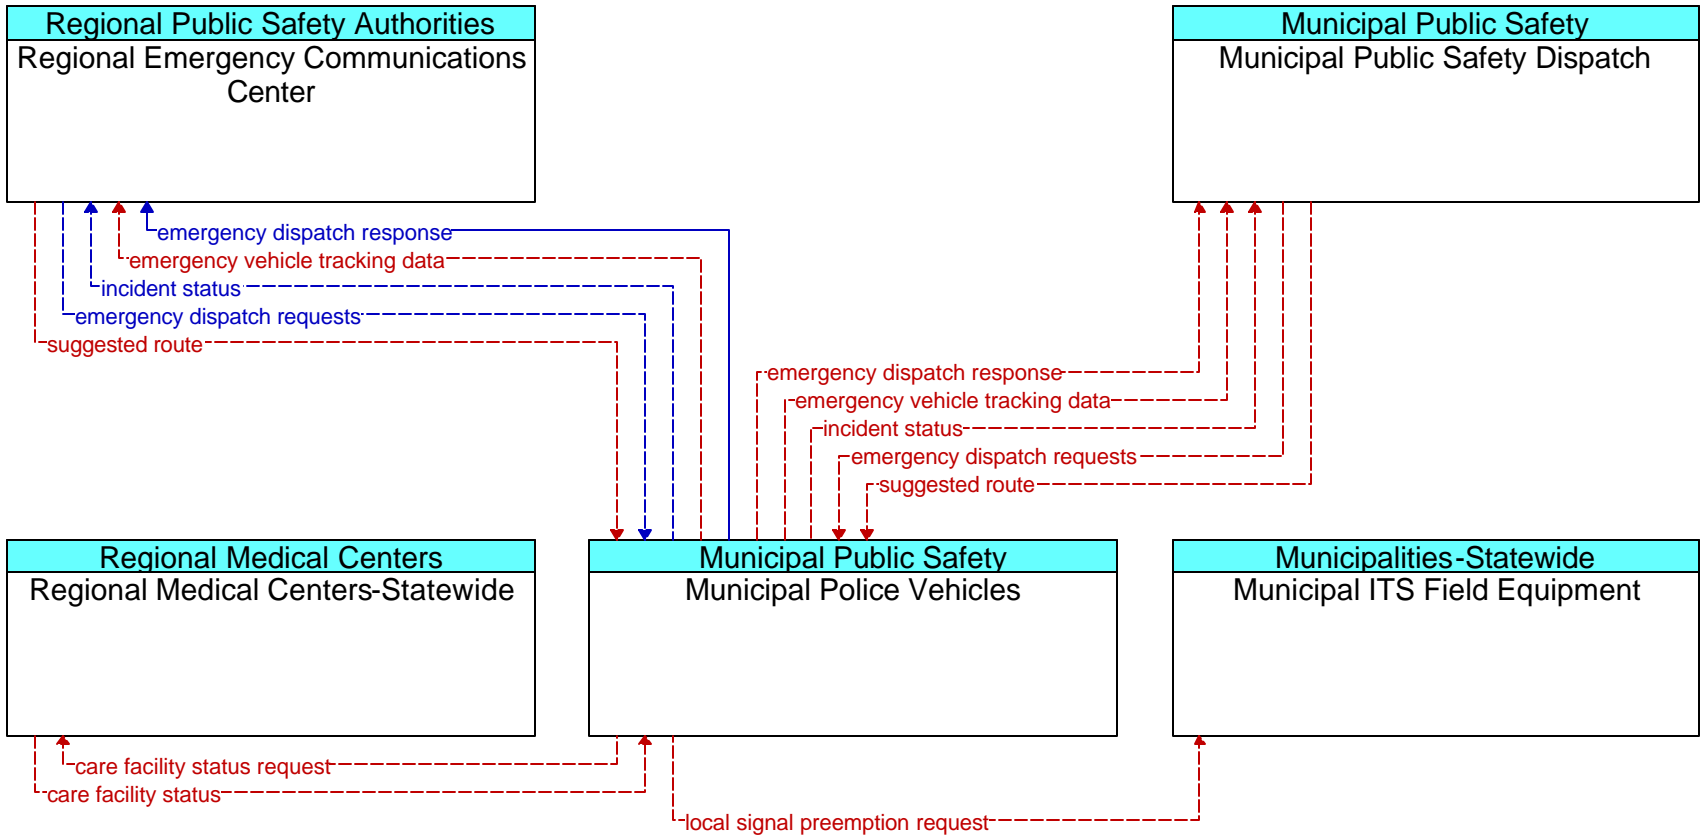 Regional Public Safety Authorities
Regional Emergency Communications
Center
Municipal Public Safety
Municipal Public Safety Dispatch
emergency dispatch response
emergency vehicle tracking data
incident status
emergency dispatch requests
suggested route
emergency dispatch response
emergency vehicle tracking data
incident status
emergency dispatch requests
suggested route
Regional Medical Centers
Regional Medical Centers-Statewide
Municipal Public Safety
Municipal Police Vehicles
Municipalities-Statewide
Municipal ITS Field Equipment
care facility status request
care facility status
local signal preemption request